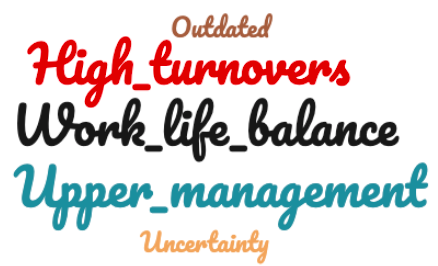 Outdated
High_turnovers
Work_life_balance
Upper_management
Uncertainty